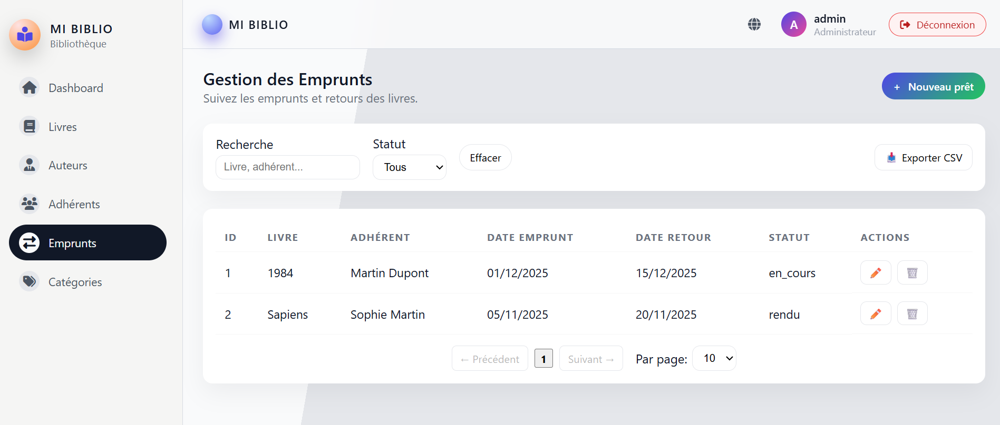 MI BIBLIO
Bibliothèque
Dashboard
Livres
Auteurs
Adhérents
Emprunts
Catégories
MI BIBLIO
A
admin
Administrateur
Déconnexion
Gestion des Emprunts
Suivez les emprunts et retours des livres.
+ Nouveau prêt
Recherche
Livre, adhérent...
Statut
Tous
Effacer
Exporter CSV
ID LIVRE ADHÉRENT DATE EMPRUNT DATE RETOUR STATUT ACTIONS
1 1984 Martin Dupont 01/12/2025 15/12/2025 en_cours
2 Sapiens Sophie Martin 05/11/2025 20/11/2025 rendu
← Précédent 1 Suivant → Par page: 10